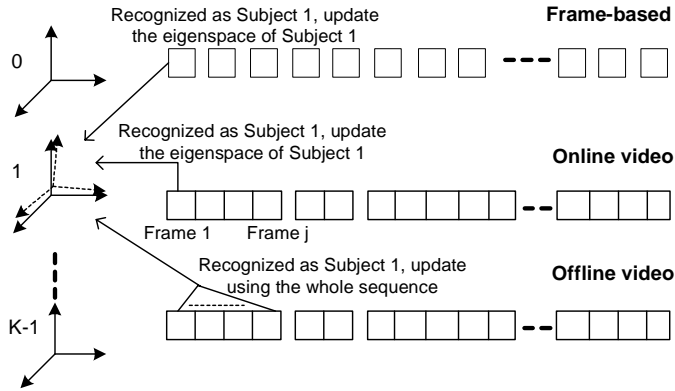 Recognized as Subject 1, update
the eigenspace of Subject 1
Frame-based
0
Recognized as Subject 1, update
the eigenspace of Subject 1
Online video
1
Frame 1
Frame j
Recognized as Subject 1, update
using the whole sequence
Offline video
K-1